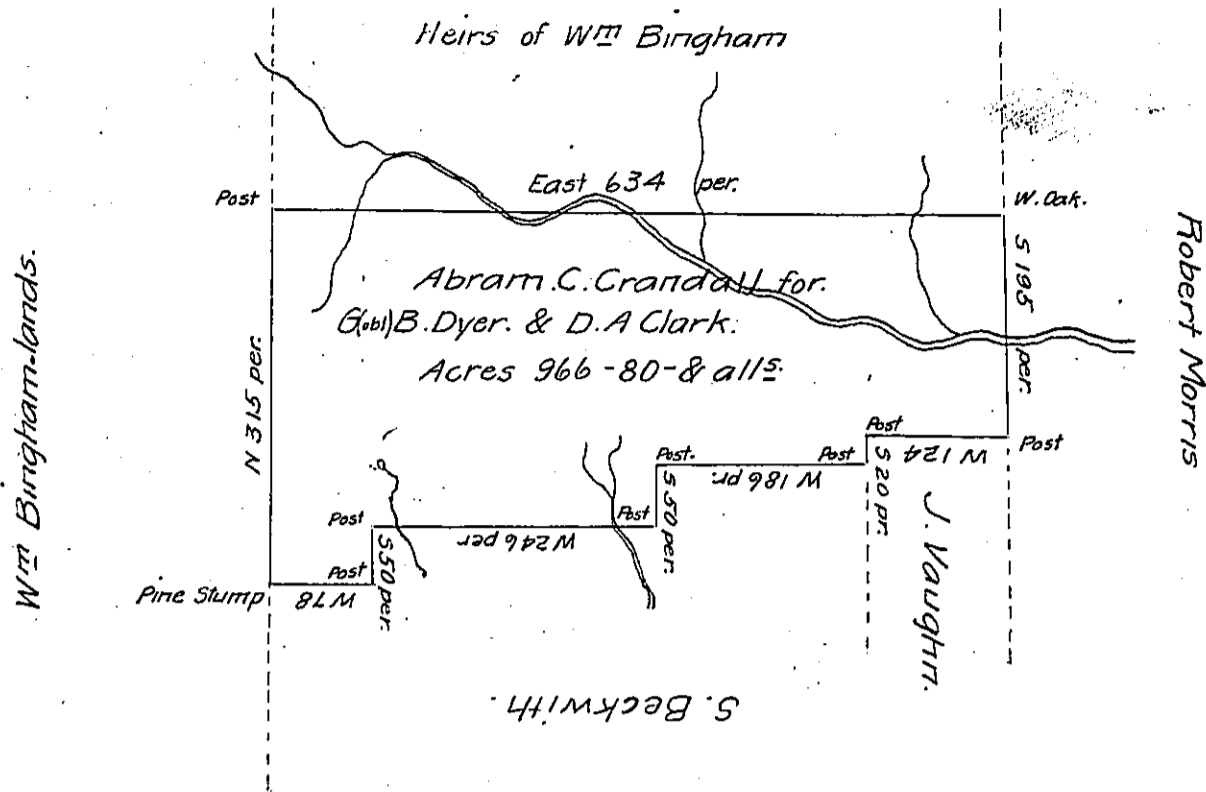 Heirs of Wm Bingham
Post
East 634 per.
W. Oak.
Wm Bingham lands.
N 315 per.
Abram. C. Crandall for.
G(obl)B. Dyer. & D. A Clark.
Acres 966 - 80 - & alls.
S 195 per.
Robert Morris
Post
W 124
Post
Post.
W 186 pr.
Post
S 20 pr.
J. Vaughn.
S 50 per.
Post
W 246 per
Post
S 50 per.
Post
W 78
Pine Stump
S. Beckwith.